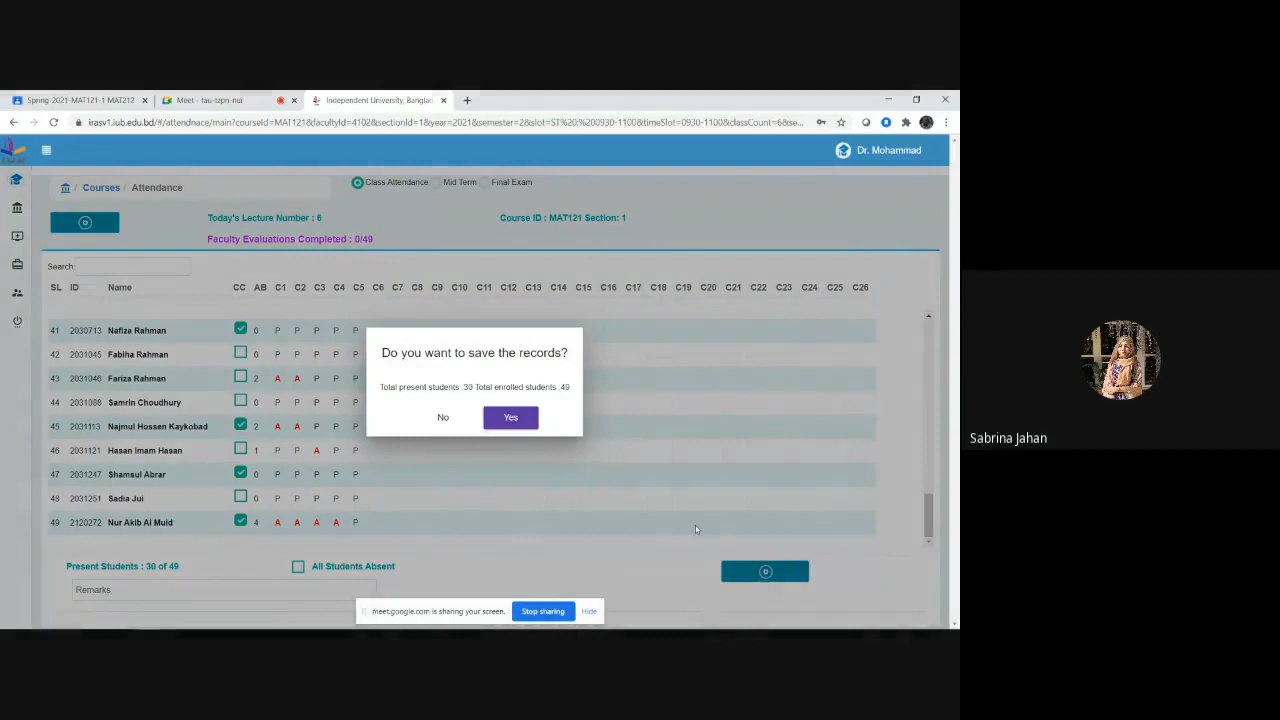 Spring-2021-MAT121-1 MAT212
Meet - tau-tzpn-nui
Independent University, Banglad
irasv1.iub.edu.bd/#/attendnace/main?courseId=MAT121&facultyId=4102&sectionId=1&year=2021&semester=2&slot=ST%20:%200930-1100&timeSlot=0930-1100&classCount=6&se...
Dr. Mohammad
Courses / Attendance
Class Attendance Mid Term Final Exam
Today's Lecture Number : 6
Course ID : MAT121 Section: 1
Faculty Evaluations Completed : 0/49
Search:
SL ID Name CC AB C1 C2 C3 C4 C5 C6 C7 C8 C9 C10 C11 C12 C13 C14 C15 C16 C17 C18 C19 C20 C21 C22 C23 C24 C25 C26
41 2030713 Nafiza Rahman 0 P P P P P
42 2031045 Fabiha Rahman 0 P P P P P
43 2031046 Fariza Rahman 2 A A P P P
44 2031088 Samrin Choudhury 0 P P P P P
45 2031113 Najmul Hossen Kaykobad 2 A A P P P
46 2031121 Hasan Imam Hasan 1 P P A P P
47 2031247 Shamsul Abrar 0 P P P P P
48 2031251 Sadia Jui 0 P P P P P
49 2120272 Nur Akib Al Muid 4 A A A A P
Do you want to save the records?
Total present students :30 Total enrolled students :49
No Yes
Present Students : 30 of 49
All Students Absent
Remarks
meet.google.com is sharing your screen.
Stop sharing
Hide
Sabrina Jahan